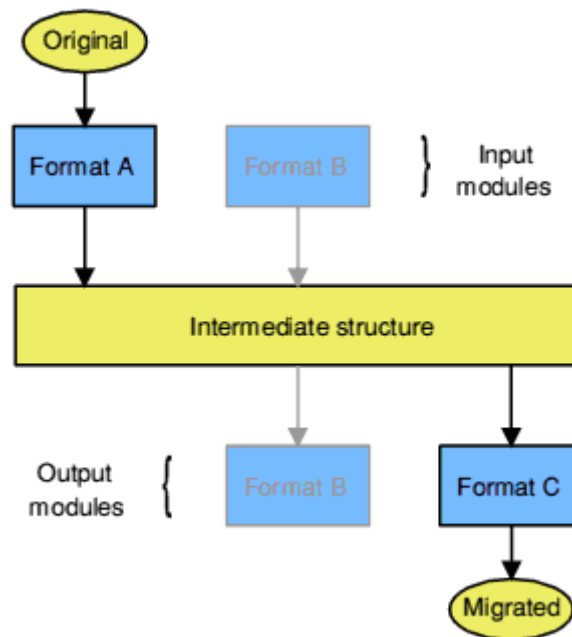 Original
Format A
Format B
} Input
modules
Intermediate structure
Output {
modules
Format B
Format C
Migrated